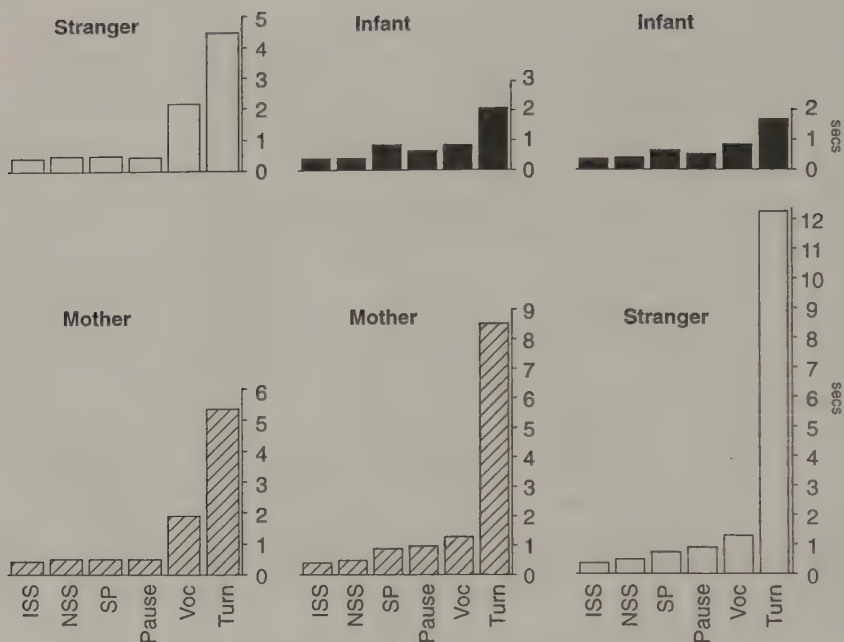 Stranger
5
4
3
2
1
0
Infant
3
2
1
0
Infant
2
1
0
secs
Mother
6
5
4
3
2
1
0
Mother
9
8
7
6
5
4
3
2
1
0
Stranger
12
11
10
9
8
7
6
5
4
3
2
1
0
secs
ISS
NSS
SP
Pause
Voc
Turn
ISS
NSS
SP
Pause
Voc
Turn
ISS
NSS
SP
Pause
Voc
Turn